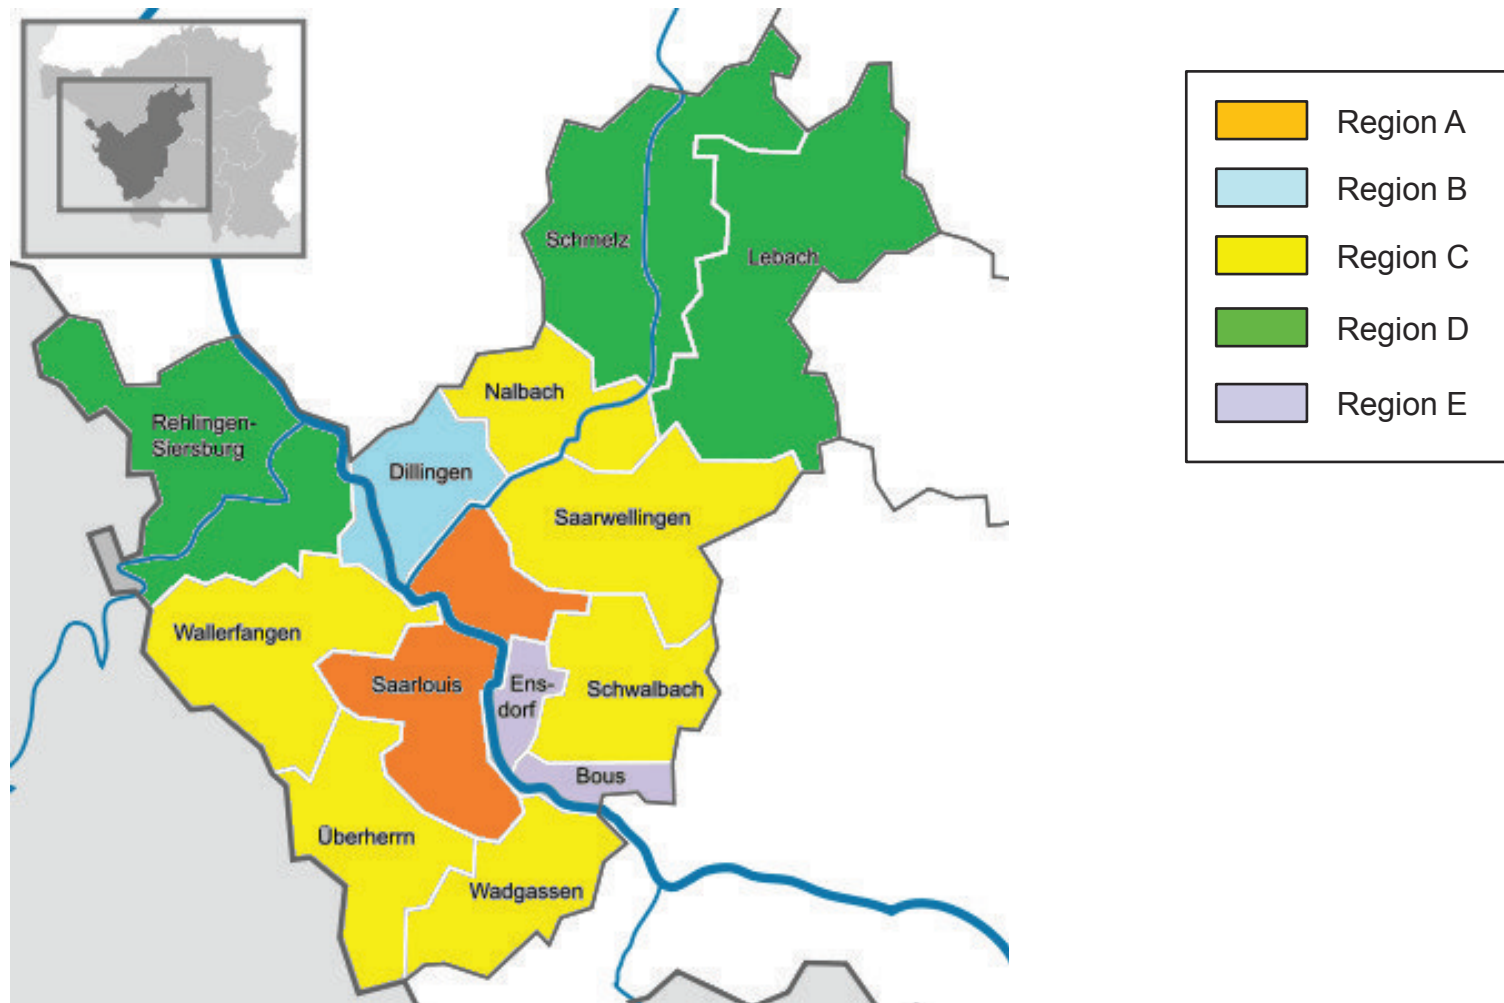 Region A
Region B
Region C
Region D
Region E
Schmelz
Lebach
Nalbach
Rehlingen-
Siersburg
Dillingen
Saarwellingen
Wallerfangen
Saarlouis
Ens-
dorf
Schwalbach
Bous
Überherrn
Wadgassen